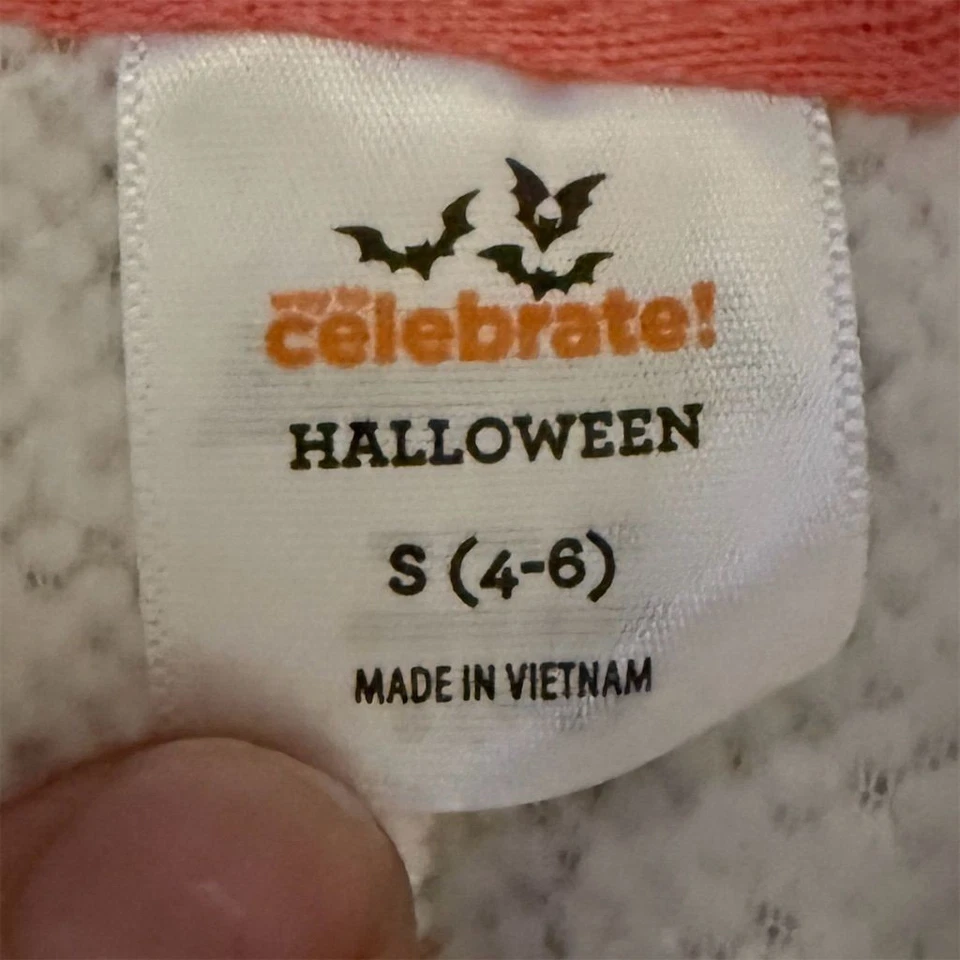 celebrate!
HALLOWEEN
S (4-6)
MADE IN VIETNAM